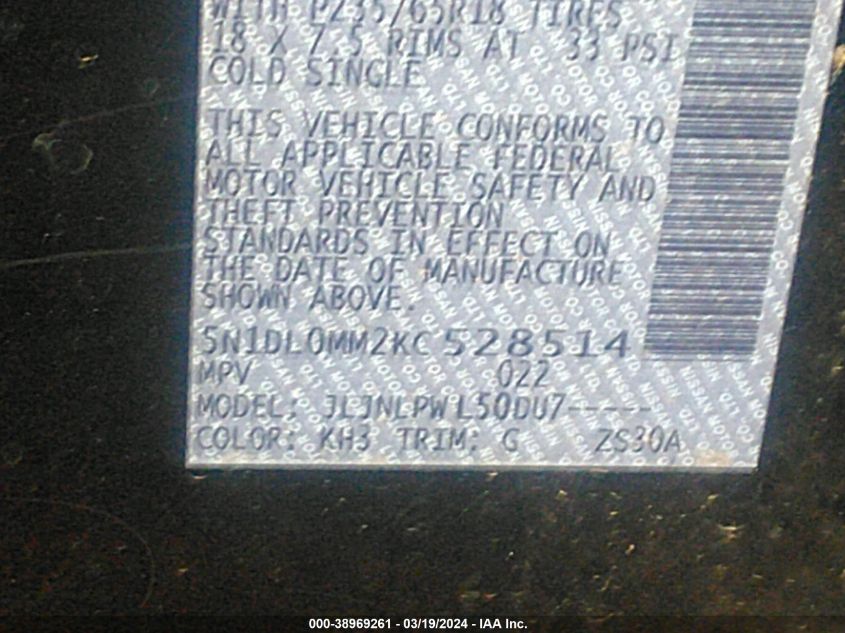 WITH P235/65R18 TIRES
18 X 7.5 RIMS AT 33 PSI
COLD SINGLE
THIS VEHICLE CONFORMS TO
ALL APPLICABLE FEDERAL
MOTOR VEHICLE SAFETY AND
THEFT PREVENTION
STANDARDS IN EFFECT ON
THE DATE OF MANUFACTURE
SHOWN ABOVE.
5N1DL0MM2KC528514
MPV 022
MODEL: JLJNLPW L50DU7-----
COLOR: KH3 TRIM: G ZS30A
000-38969261 - 03/19/2024 - IAA Inc.